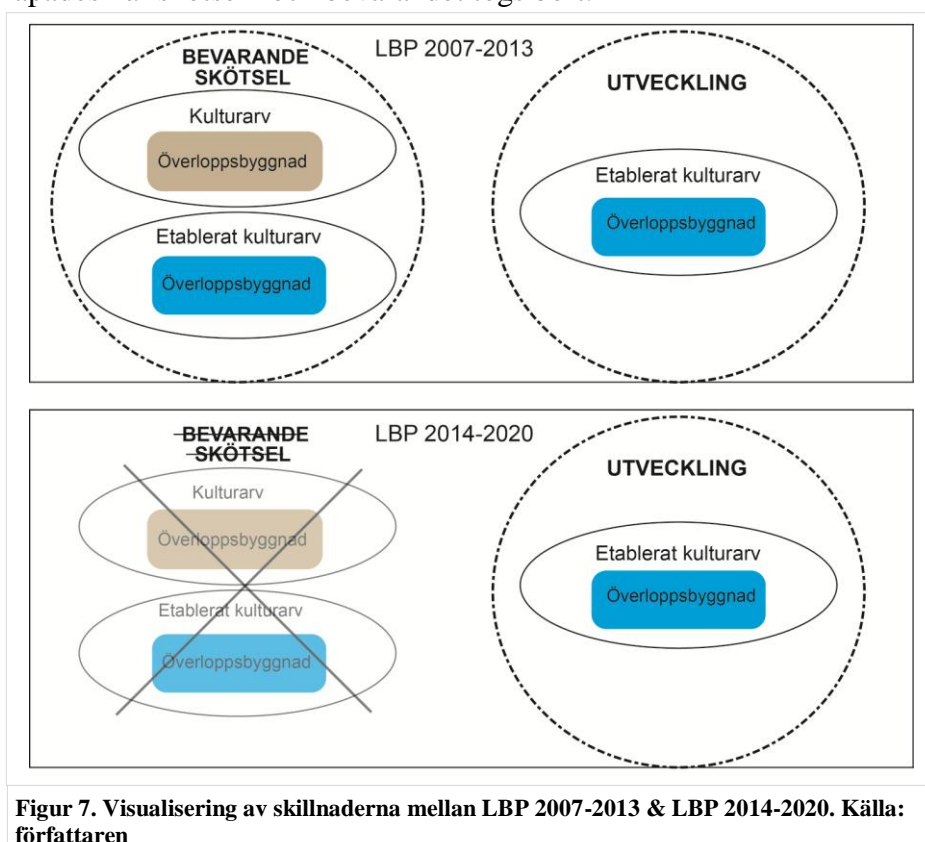 BEVARANDE
SKÖTSEL
LBP 2007-2013
Kulturarv
Överloppsbyggnad
Etablerat kulturarv
Överloppsbyggnad
UTVECKLING
Etablerat kulturarv
Överloppsbyggnad
BEVARANDE
SKÖTSEL
LBP 2014-2020
Kulturarv
Överloppsbyggnad
Etablerat kulturarv
Överloppsbyggnad
UTVECKLING
Etablerat kulturarv
Överloppsbyggnad
Figur 7. Visualisering av skillnaderna mellan LBP 2007-2013 & LBP 2014-2020. Källa:
författaren